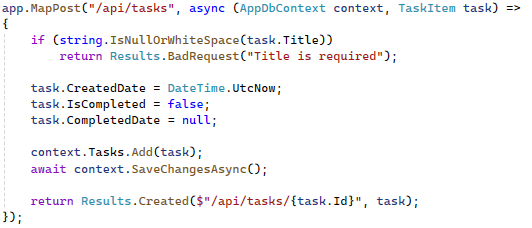 app.MapPost("/api/tasks", async (AppDbContext context, TaskItem task) =>
{
    if (string.IsNullOrWhiteSpace(task.Title))
        return Results.BadRequest("Title is required");

    task.CreatedDate = DateTime.UtcNow;
    task.IsCompleted = false;
    task.CompletedDate = null;

    context.Tasks.Add(task);
    await context.SaveChangesAsync();

    return Results.Created($"/api/tasks/{task.Id}", task);
});